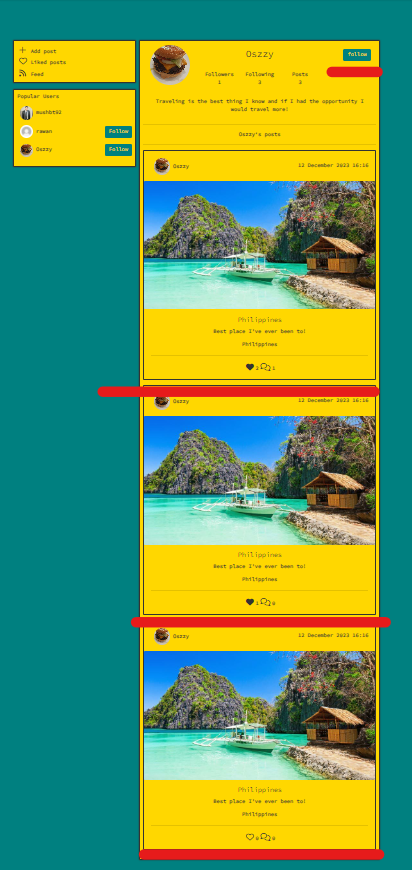 Add post
Liked posts
Feed
Popular Users
mushbt92
rawan Follow
Oszzy Follow
Oszzy
follow
Followers Following Posts
1 3 3
Traveling is the best thing I know and if I had the opportunity I
would travel more!
Oszzy's posts
Oszzy 12 December 2023 16:16
Philippines
Best place I've ever been to!
Philippines
2 1
Oszzy 12 December 2023 16:16
Philippines
Best place I've ever been to!
Philippines
1 0
Oszzy 12 December 2023 16:16
Philippines
Best place I've ever been to!
Philippines
0 0